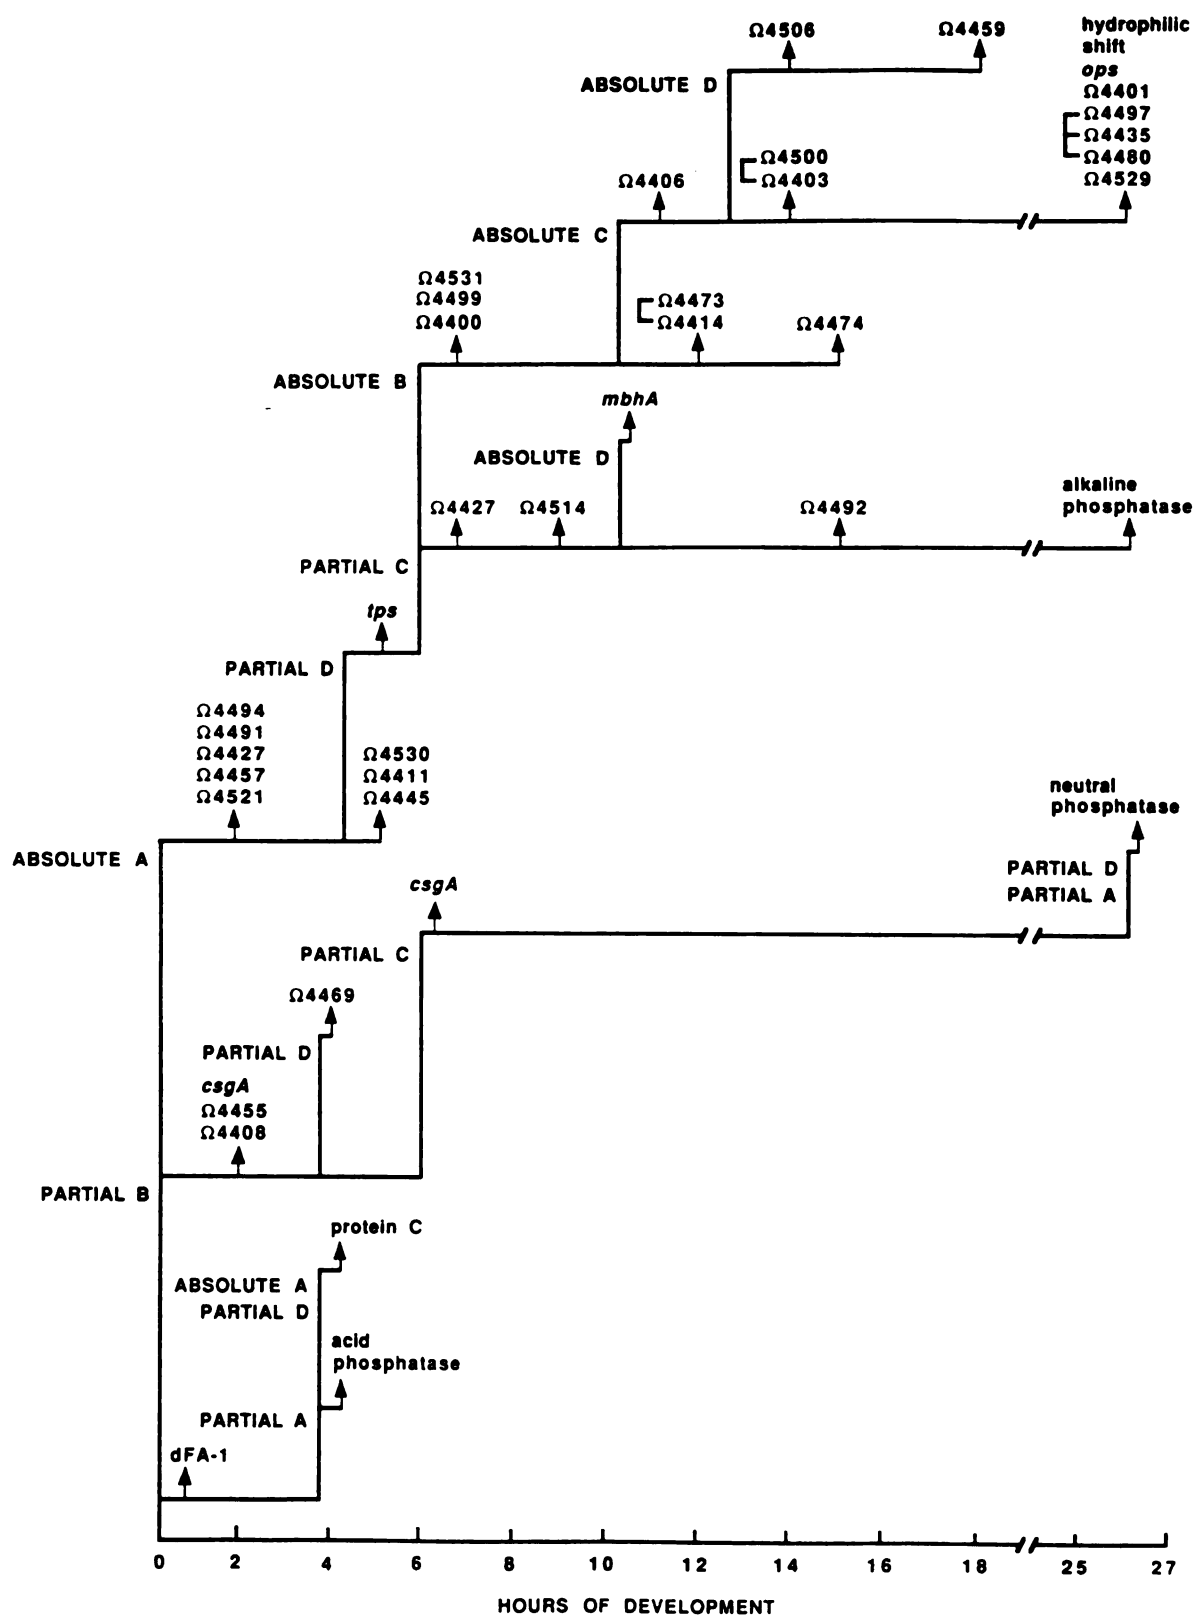 Ω4506
Ω4459
hydrophilic
shift
ops
Ω4401
Ω4497
Ω4435
Ω4480
Ω4529
ABSOLUTE D
Ω4500
Ω4403
Ω4406
ABSOLUTE C
Ω4531
Ω4499
Ω4400
Ω4473
Ω4414
Ω4474
ABSOLUTE B
mbhA
ABSOLUTE D
Ω4427
Ω4514
Ω4492
alkaline
phosphatase
PARTIAL C
tps
PARTIAL D
Ω4494
Ω4491
Ω4427
Ω4457
Ω4521
Ω4530
Ω4411
Ω4445
ABSOLUTE A
neutral
phosphatase
PARTIAL D
PARTIAL A
csgA
PARTIAL C
Ω4469
PARTIAL D
csgA
Ω4455
Ω4408
PARTIAL B
protein C
ABSOLUTE A
PARTIAL D
acid
phosphatase
PARTIAL A
dFA-1
0 2 4 6 8 10 12 14 16 18 25 27
HOURS OF DEVELOPMENT